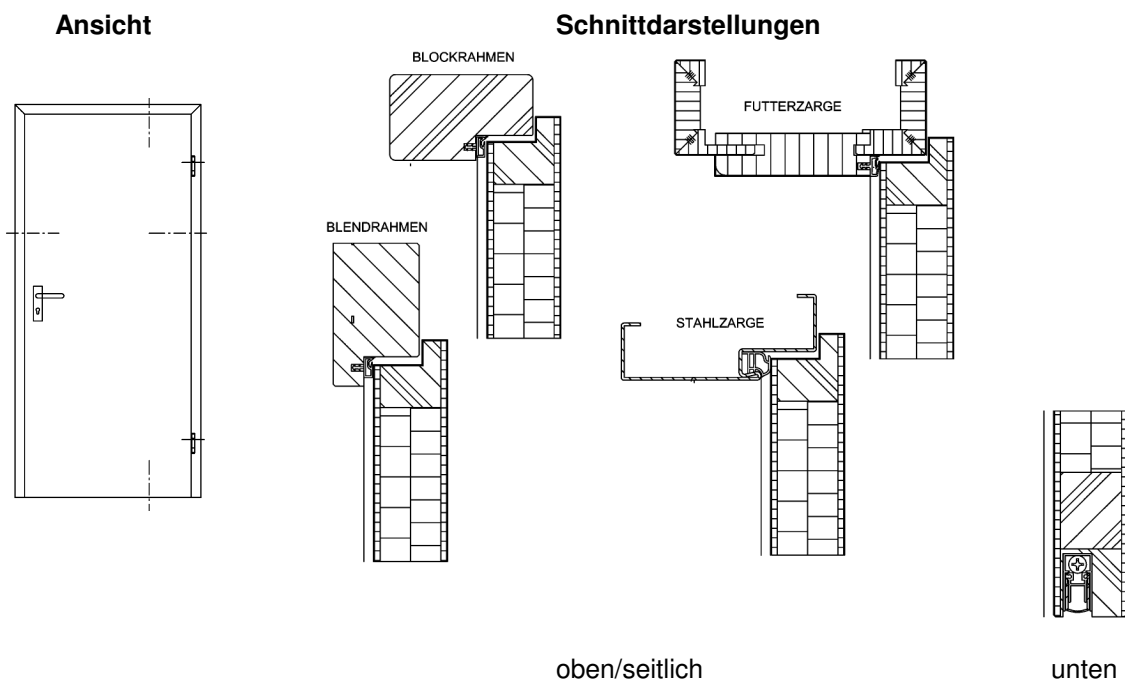 Ansicht
Schnittdarstellungen
BLOCKRAHMEN
FUTTERZARGE
BLENDRAHMEN
STAHLZARGE
oben/seitlich
unten